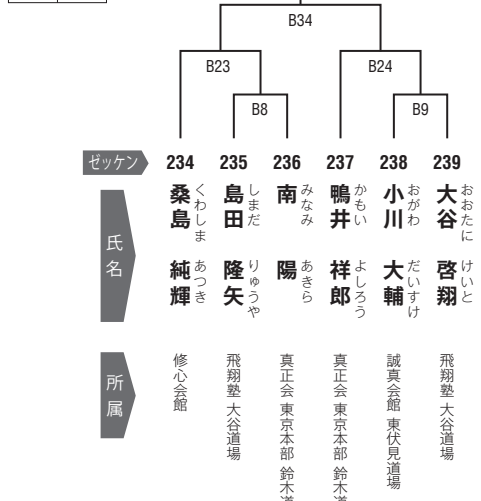 B34
B23
B24
B8
B9
ゼッケン
234
235
236
237
238
239
氏名
桑島 純輝
くわしま あつき
島田 隆矢
しまだ りゅうや
南 陽
みなみ あきら
鴨井 祥郎
かもい よしろう
小川 大輔
おがわ だいすけ
大谷 啓翔
おおたに けいと
所属
修心会館
飛翔塾 大谷道場
真正会 東京本部 鈴木道
真正会 東京本部 鈴木道
誠真会館 東伏見道場
飛翔塾 大谷道場